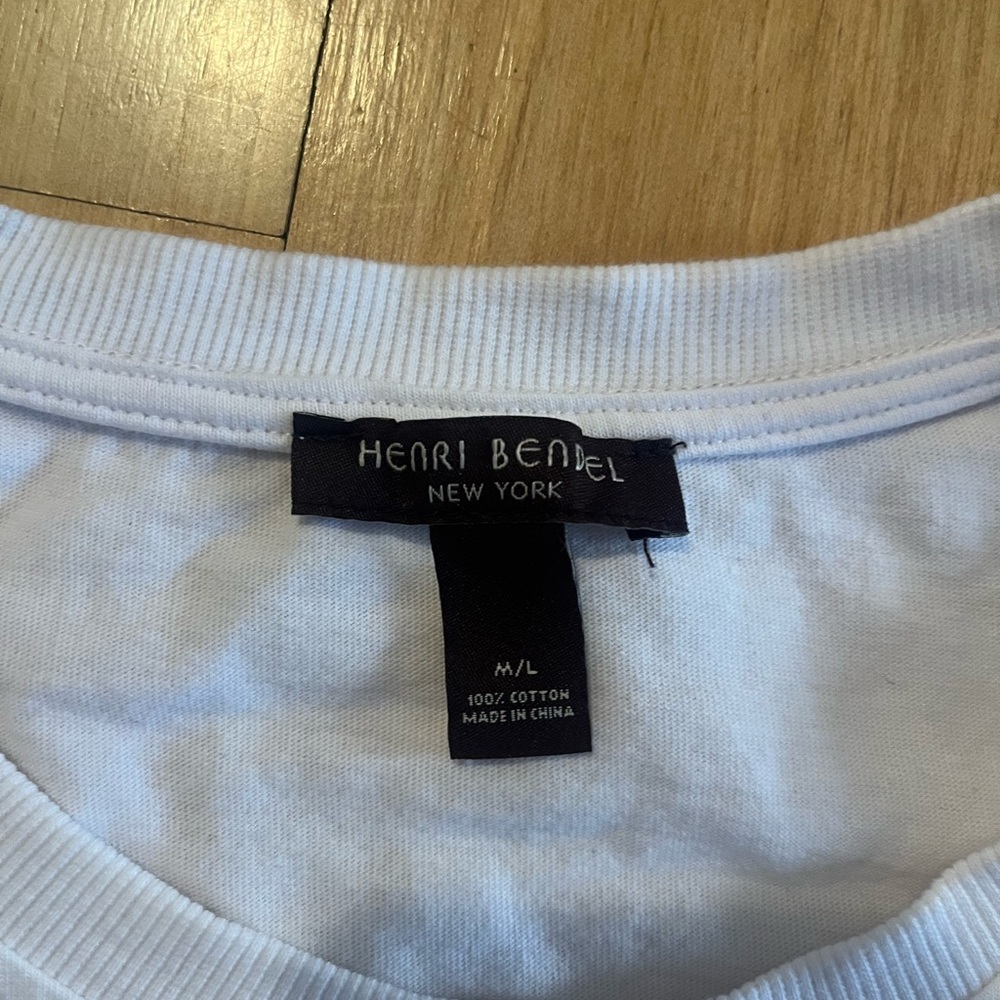 HENRI BENDEL
NEW YORK
M/L
100% COTTON
MADE IN CHINA